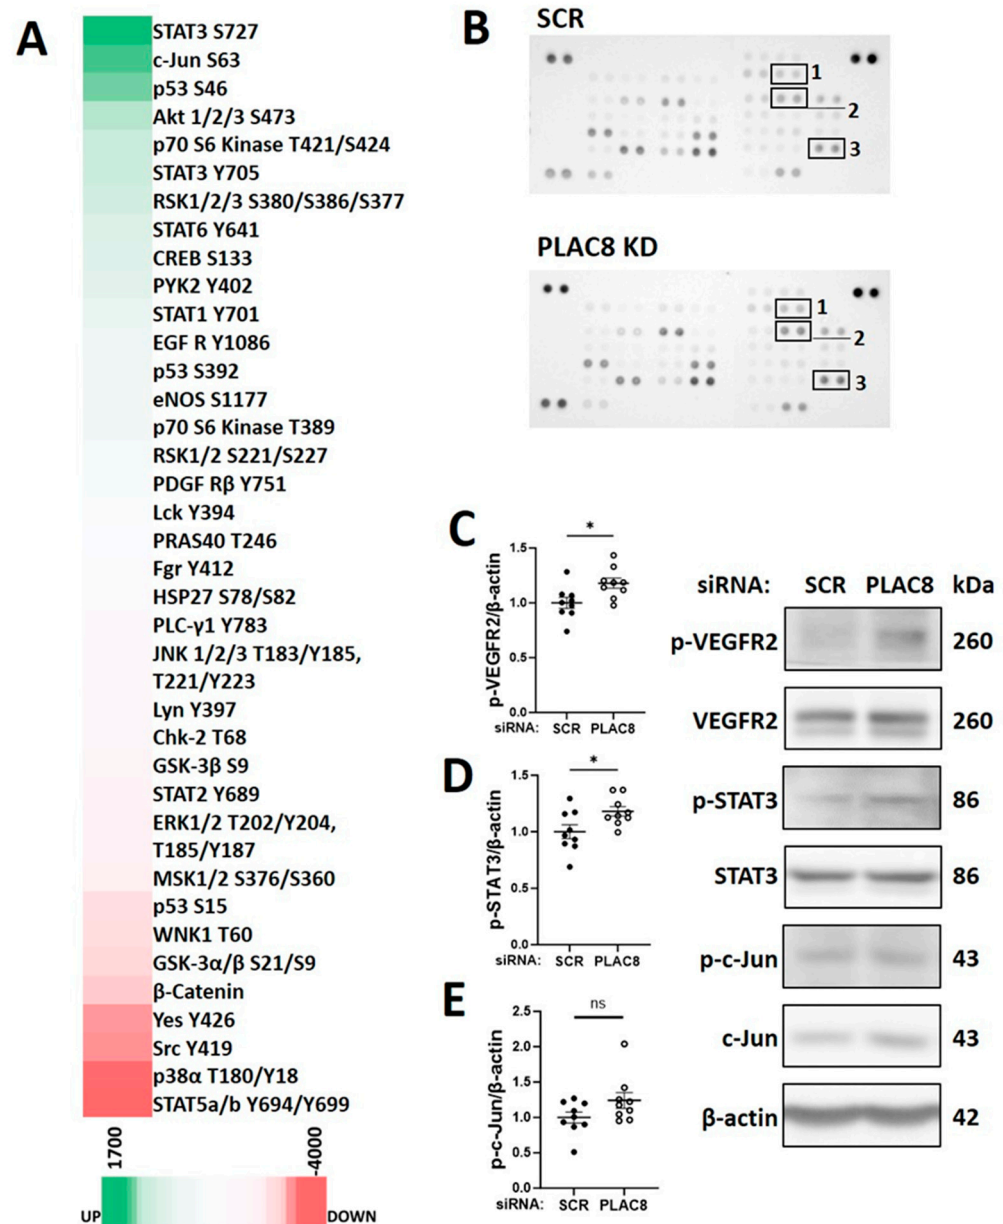 A
STAT3 S727
c-Jun S63
p53 S46
Akt 1/2/3 S473
p70 S6 Kinase T421/S424
STAT3 Y705
RSK1/2/3 S380/S386/S377
STAT6 Y641
CREB S133
PYK2 Y402
STAT1 Y701
EGF R Y1086
p53 S392
eNOS S1177
p70 S6 Kinase T389
RSK1/2 S221/S227
PDGF Rβ Y751
Lck Y394
PRAS40 T246
Fgr Y412
HSP27 S78/S82
PLC-γ1 Y783
JNK 1/2/3 T183/Y185,
T221/Y223
Lyn Y397
Chk-2 T68
GSK-3β S9
STAT2 Y689
ERK1/2 T202/Y204,
T185/Y187
MSK1/2 S376/S360
p53 S15
WNK1 T60
GSK-3α/β S21/S9
β-Catenin
Yes Y426
Src Y419
p38α T180/Y18
STAT5a/b Y694/Y699
1700
-4000
UP
DOWN
B
SCR
1
2
3
PLAC8 KD
1
2
3
C
p-VEGFR2/β-actin
1.5
1.0
0.5
0.0
*
siRNA: SCR PLAC8
D
p-STAT3/β-actin
1.5
1.0
0.5
0.0
*
siRNA: SCR PLAC8
E
p-c-Jun/β-actin
2.5
2.0
1.5
1.0
0.5
0.0
ns
siRNA: SCR PLAC8
siRNA: SCR PLAC8 kDa
p-VEGFR2 260
VEGFR2 260
p-STAT3 86
STAT3 86
p-c-Jun 43
c-Jun 43
β-actin 42